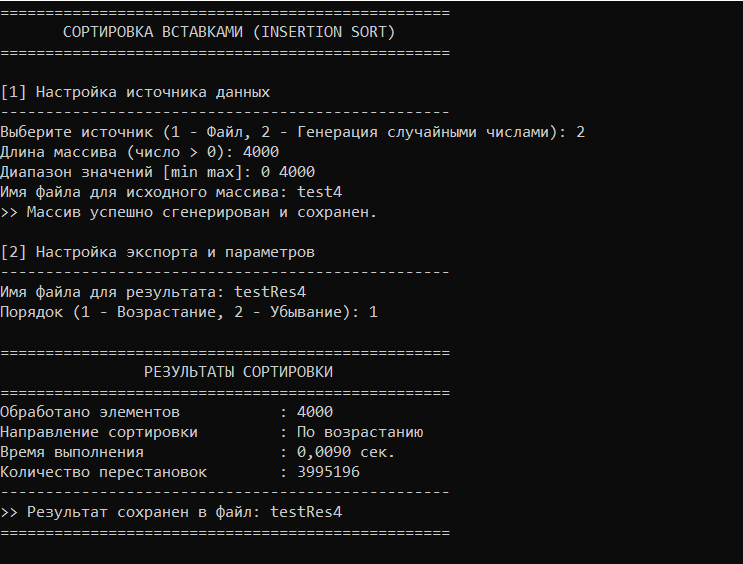 ==================================================
СОРТИРОВКА ВСТАВКАМИ (INSERTION SORT)
==================================================
[1] Настройка источника данных
--------------------------------------------------
Выберите источник (1 - Файл, 2 - Генерация случайными числами): 2
Длина массива (число > 0): 4000
Диапазон значений [min max]: 0 4000
Имя файла для исходного массива: test4
>> Массив успешно сгенерирован и сохранен.
[2] Настройка экспорта и параметров
--------------------------------------------------
Имя файла для результата: testRes4
Порядок (1 - Возрастание, 2 - Убывание): 1
==================================================
РЕЗУЛЬТАТЫ СОРТИРОВКИ
==================================================
Обработано элементов : 4000
Направление сортировки : По возрастанию
Время выполнения : 0,0090 сек.
Количество перестановок : 3995196
--------------------------------------------------
>> Результат сохранен в файл: testRes4
==================================================